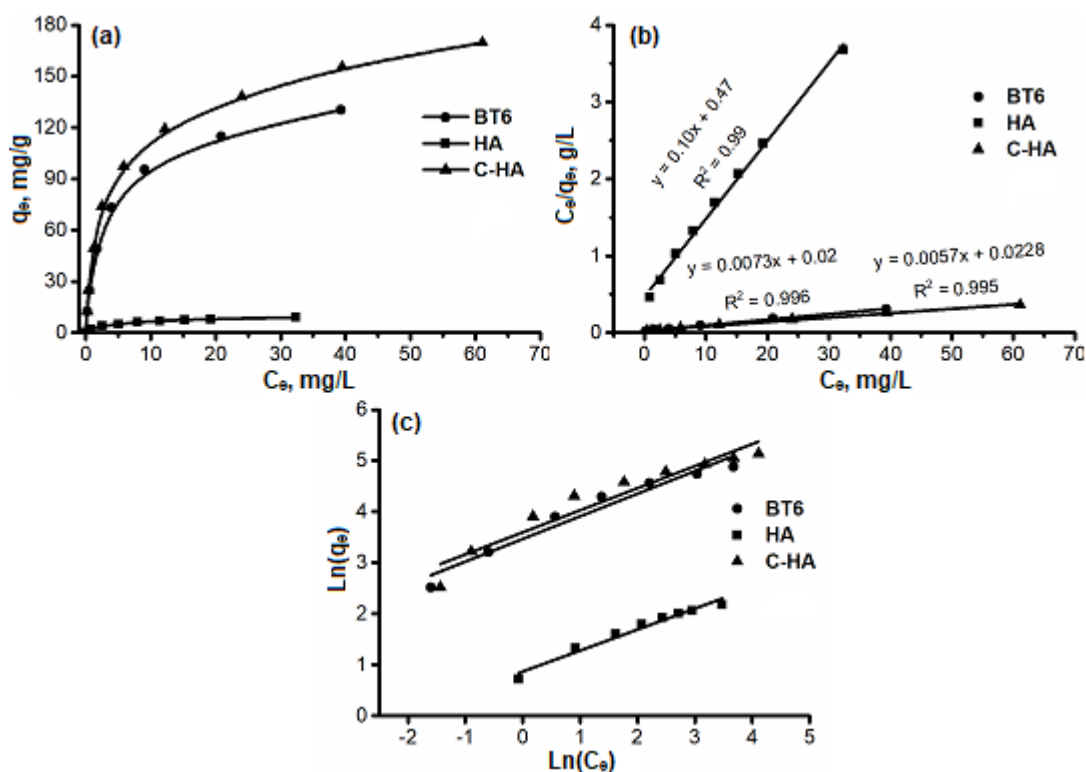 (a)
180
150
120
90
60
30
0
qₑ, mg/g
BT6
HA
C-HA
0 10 20 30 40 50 60 70
Cₑ, mg/L
(b)
4
3
2
1
0
Cₑ/qₑ, g/L
y = 0.10x + 0.47
R² = 0.99
BT6
HA
C-HA
y = 0.0073x + 0.02
R² = 0.996
y = 0.0057x + 0.0228
R² = 0.995
0 10 20 30 40 50 60 70
Cₑ, mg/L
(c)
6
5
4
3
2
1
0
Ln(qₑ)
BT6
HA
C-HA
-2 -1 0 1 2 3 4 5
Ln(Cₑ)